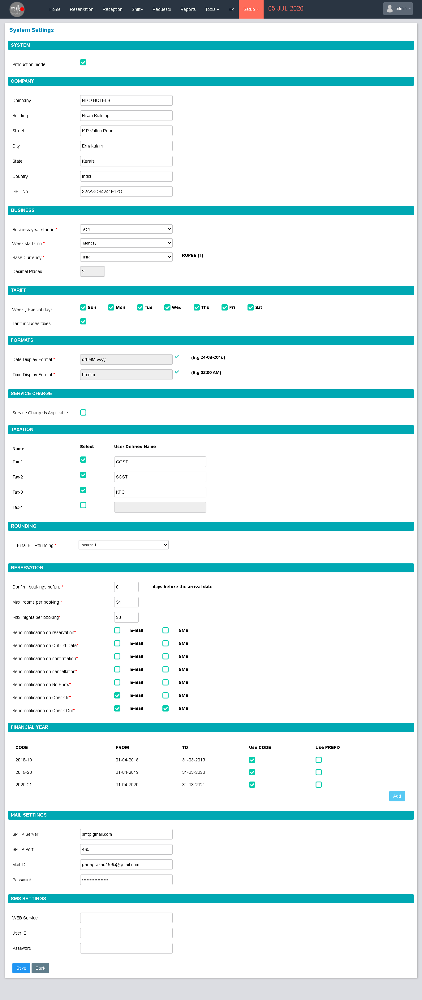 niko
hotels
Home Reservation Reception Shift Requests Reports Tools HK Setup 05-JUL-2020 admin
System Settings
SYSTEM
Production mode
COMPANY
Company NIKO HOTELS
Building Hikari Building
Street K.P Vallon Road
City Ernakulam
State Kerala
Country India
GST No 32AAKCS4241E1ZO
BUSINESS
Business year start in * April
Week starts on * Monday
Base Currency * INR RUPEE (₹)
Decimal Places 2
TARIFF
Weekly Special days Sun Mon Tue Wed Thu Fri Sat
Tariff includes taxes
FORMATS
Date Display Format * dd-MM-yyyy (E.g 24-08-2015)
Time Display Format * hh:mm (E.g 02:00 AM)
SERVICE CHARGE
Service Charge Is Applicable
TAXATION
Name Select User Defined Name
Tax-1 CGST
Tax-2 SGST
Tax-3 KFC
Tax-4
ROUNDING
Final Bill Rounding * near to 1
RESERVATION
Confirm bookings before * 0 days before the arrival date
Max. rooms per booking * 34
Max. nights per booking* 20
Send notification on reservation* E-mail SMS
Send notification on Cut Off Date* E-mail SMS
Send notification on confirmation* E-mail SMS
Send notification on cancellation* E-mail SMS
Send notification on No Show* E-mail SMS
Send notification on Check In* E-mail SMS
Send notification on Check Out* E-mail SMS
FINANCIAL YEAR
CODE FROM TO Use CODE Use PREFIX
2018-19 01-04-2018 31-03-2019
2019-20 01-04-2019 31-03-2020
2020-21 01-04-2020 31-03-2021
Add
MAIL SETTINGS
SMTP Server smtp.gmail.com
SMTP Port 465
Mail ID ganaprasad1995@gmail.com
Password •••••••••••••••••
SMS SETTINGS
WEB Service
User ID
Password
Save Back